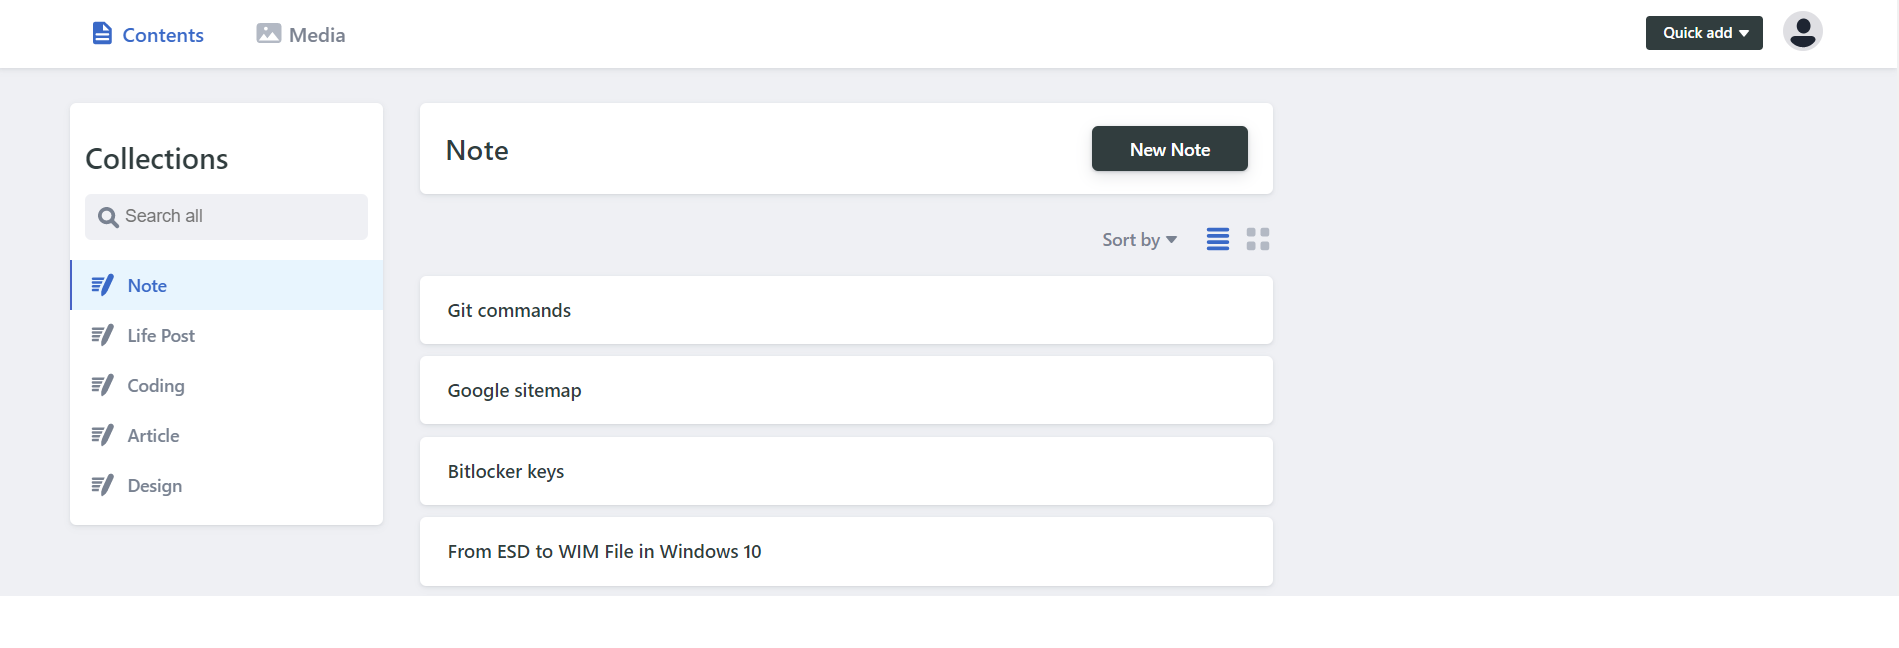 Contents
Media
Quick add
Collections
Search all
Note
Life Post
Coding
Article
Design
Note
New Note
Sort by
Git commands
Google sitemap
Bitlocker keys
From ESD to WIM File in Windows 10